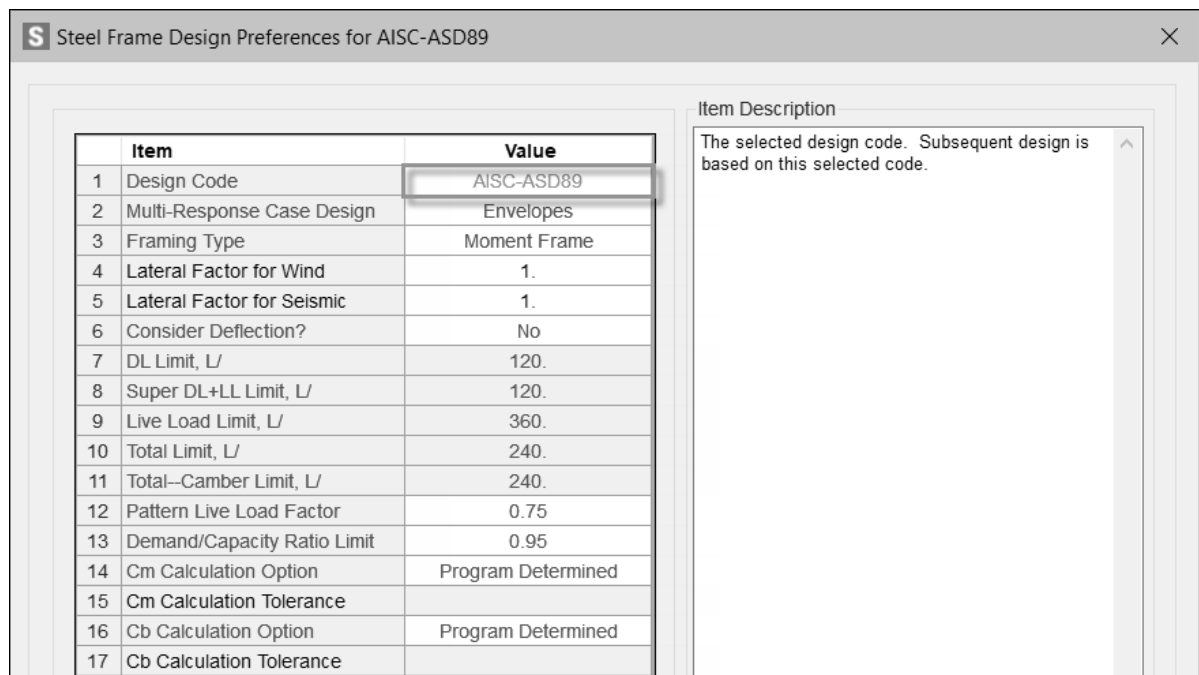 S Steel Frame Design Preferences for AISC-ASD89
Item Value
1 Design Code AISC-ASD89
2 Multi-Response Case Design Envelopes
3 Framing Type Moment Frame
4 Lateral Factor for Wind 1.
5 Lateral Factor for Seismic 1.
6 Consider Deflection? No
7 DL Limit, L/ 120.
8 Super DL+LL Limit, L/ 120.
9 Live Load Limit, L/ 360.
10 Total Limit, L/ 240.
11 Total--Camber Limit, L/ 240.
12 Pattern Live Load Factor 0.75
13 Demand/Capacity Ratio Limit 0.95
14 Cm Calculation Option Program Determined
15 Cm Calculation Tolerance
16 Cb Calculation Option Program Determined
17 Cb Calculation Tolerance
Item Description
The selected design code. Subsequent design is
based on this selected code.